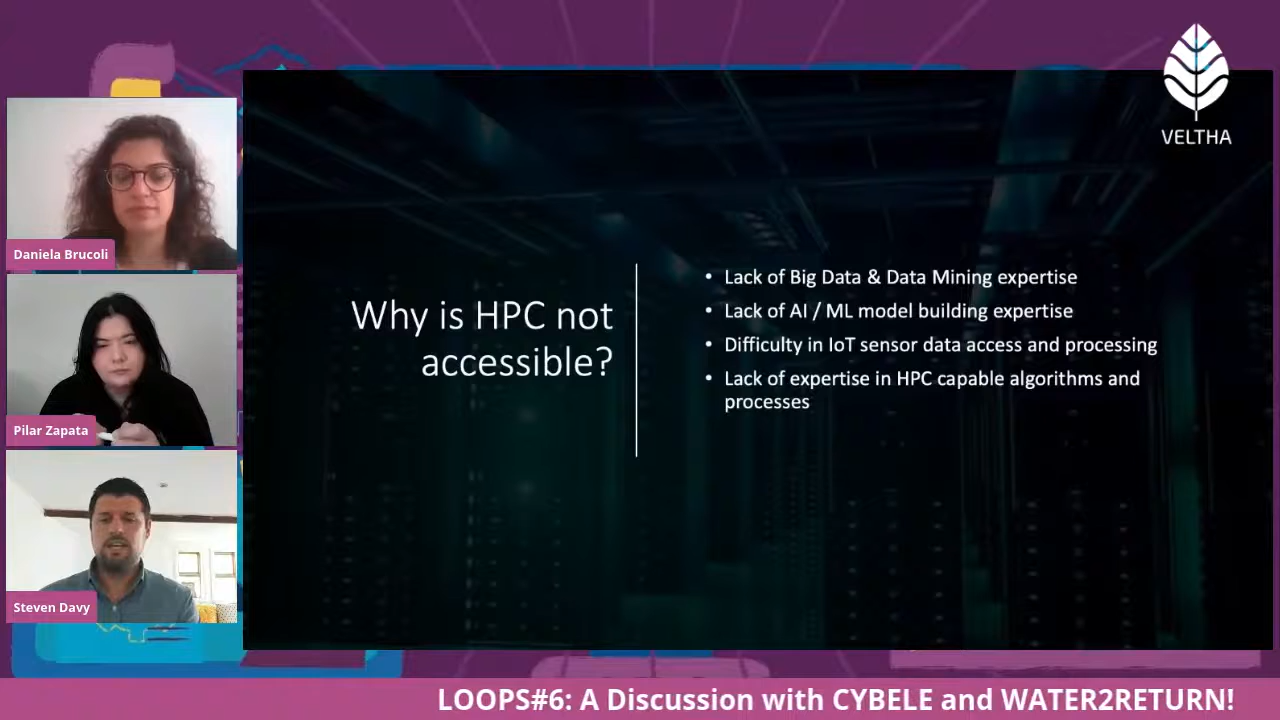 VELTHA
Daniela Brucoli
Pilar Zapata
Steven Davy
Why is HPC not
accessible?
• Lack of Big Data & Data Mining expertise
• Lack of AI / ML model building expertise
• Difficulty in IoT sensor data access and processing
• Lack of expertise in HPC capable algorithms and
processes
LOOPS#6: A Discussion with CYBELE and WATER2RETURN!